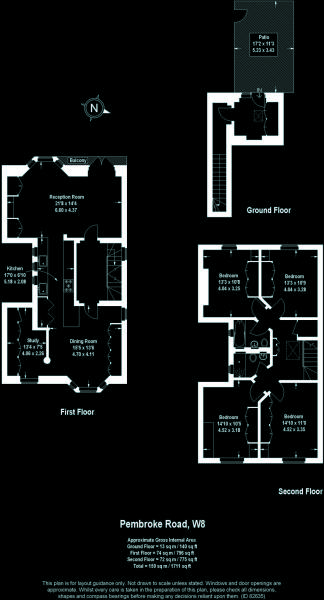 Patio
17'2 x 11'3
5.23 x 3.43
IN
N
Ground Floor
Balcony
Reception Room
21'8 x 14'4
6.60 x 4.37
Kitchen
17'0 x 6'10
5.18 x 2.08
Study
13'4 x 7'5
4.06 x 2.26
Dining Room
15'5 x 13'6
4.70 x 4.11
First Floor
Bedroom
13'3 x 10'8
4.04 x 3.25
Bedroom
13'3 x 10'9
4.04 x 3.28
Bedroom
14'10 x 10'5
4.52 x 3.18
Bedroom
14'10 x 11'0
4.52 x 3.35
Second Floor
Pembroke Road, W8
Approximate Gross Internal Area
Ground Floor = 13 sq m / 140 sq ft
First Floor = 74 sq m / 796 sq ft
Second Floor = 72 sq m / 775 sq ft
Total = 159 sq m / 1711 sq ft
This plan is for layout guidance only. Not drawn to scale unless stated. Windows and door openings are
approximate. Whilst every care is taken in the preparation of this plan, please check all dimensions,
shapes and compass bearings before making any decisions reliant upon them. (ID 82635)